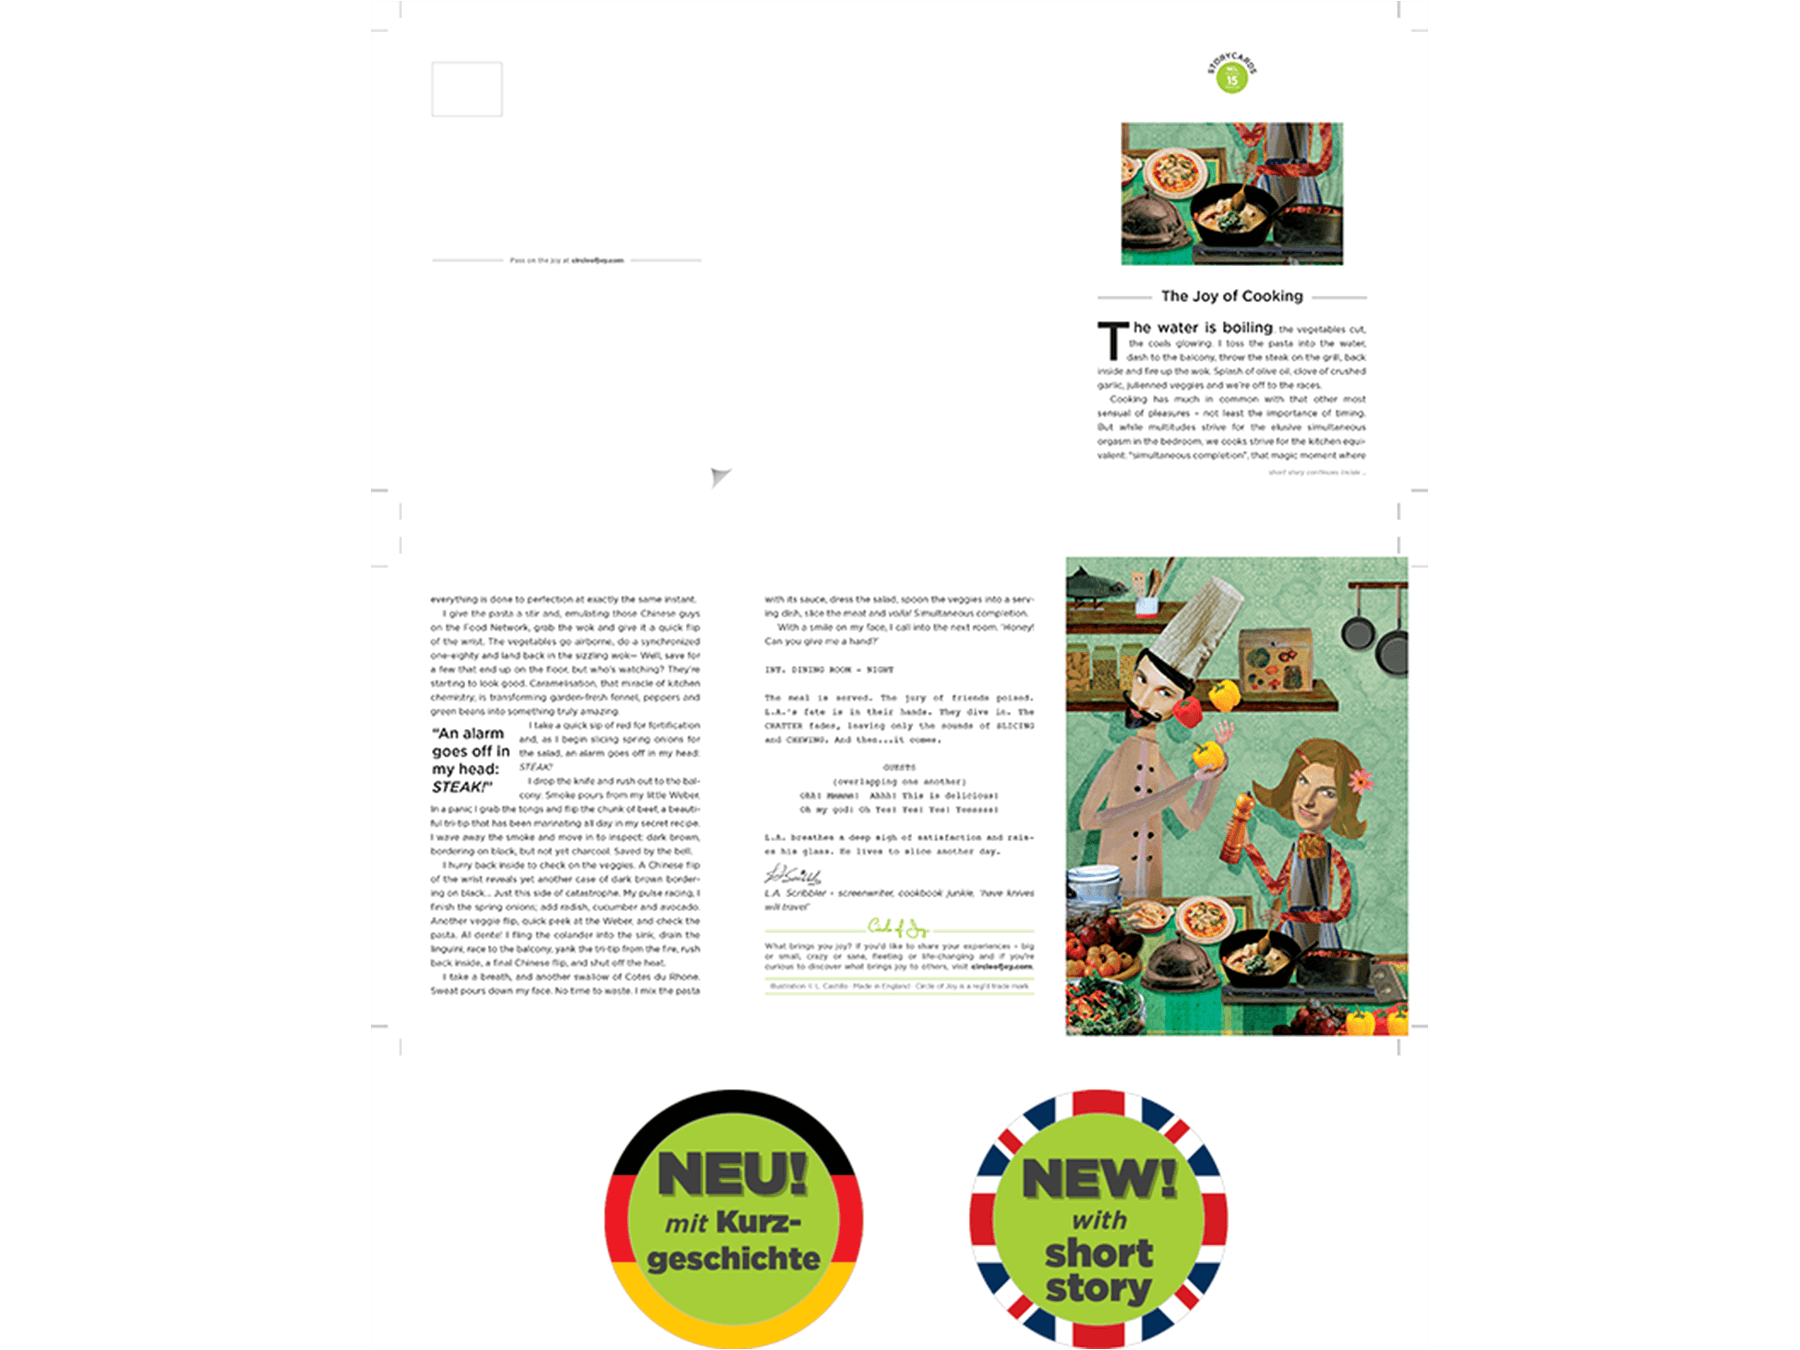 STORYCARDS
No.
15
Pass on the joy at circleofjoy.com
The Joy of Cooking
The water is boiling, the vegetables cut,
the coals glowing. I toss the pasta into the water,
dash to the balcony, throw the steak on the grill, back
inside and fire up the wok. Splash of olive oil, clove of crushed
garlic, julienned veggies and we're off to the races.
Cooking has much in common with that other most
sensual of pleasures – not least the importance of timing.
But while multitudes strive for the elusive simultaneous
orgasm in the bedroom, we cooks strive for the kitchen equi-
valent: "simultaneous completion", that magic moment where
short story continues inside ...
everything is done to perfection at exactly the same instant.
I give the pasta a stir and, emulating those Chinese guys
on the Food Network, grab the wok and give it a quick flip
of the wrist. The vegetables go airborne, do a synchronized
one-eighty and land back in the sizzling wok— Well, save for
a few that end up on the floor, but who's watching? They're
starting to look good. Caramelisation, that miracle of kitchen
chemistry, is transforming garden-fresh fennel, peppers and
green beans into something truly amazing.
I take a quick sip of red for fortification
and, as I begin slicing spring onions for
the salad, an alarm goes off in my head:
STEAK!
"An alarm
goes off in
my head:
STEAK!"
I drop the knife and rush out to the bal-
cony. Smoke pours from my little Weber.
In a panic I grab the tongs and flip the chunk of beef, a beauti-
ful tri-tip that has been marinating all day in my secret recipe.
I wave away the smoke and move in to inspect: dark brown,
bordering on black, but not yet charcoal. Saved by the bell.
I hurry back inside to check on the veggies. A Chinese flip
of the wrist reveals yet another case of dark brown border-
ing on black... Just this side of catastrophe. My pulse racing, I
finish the spring onions; add radish, cucumber and avocado.
Another veggie flip, quick peek at the Weber, and check the
pasta. Al dente! I fling the colander into the sink, drain the
linguini, race to the balcony, yank the tri-tip from the fire, rush
back inside, a final Chinese flip, and shut off the heat.
I take a breath, and another swallow of Cotes du Rhone.
Sweat pours down my face. No time to waste. I mix the pasta
with its sauce, dress the salad, spoon the veggies into a serv-
ing dish, slice the meat and voila! Simultaneous completion.
With a smile on my face, I call into the next room. 'Honey!
Can you give me a hand?'
INT. DINING ROOM - NIGHT
The meal is served. The jury of friends poised.
L.A.'s fate is in their hands. They dive in. The
CHATTER fades, leaving only the sounds of SLICING
and CHEWING. And then...it comes.
GUESTS
(overlapping one another)
Ohh! Mmmmm! Ahhh! This is delicious!
Oh my god! Oh Yes! Yes! Yes! Yeessss!
L.A. breathes a deep sigh of satisfaction and rais-
es his glass. He lives to slice another day.
L.A. Scribbler - screenwriter, cookbook junkie, 'have knives
will travel'
Circle of Joy
What brings you joy? If you'd like to share your experiences – big
or small, crazy or sane, fleeting or life-changing and if you're
curious to discover what brings joy to others, visit circleofjoy.com.
Illustration © L. Castillo · Made in England · Circle of Joy is a reg'd trade mark
NEU!
mit Kurz-
geschichte
NEW!
with
short
story